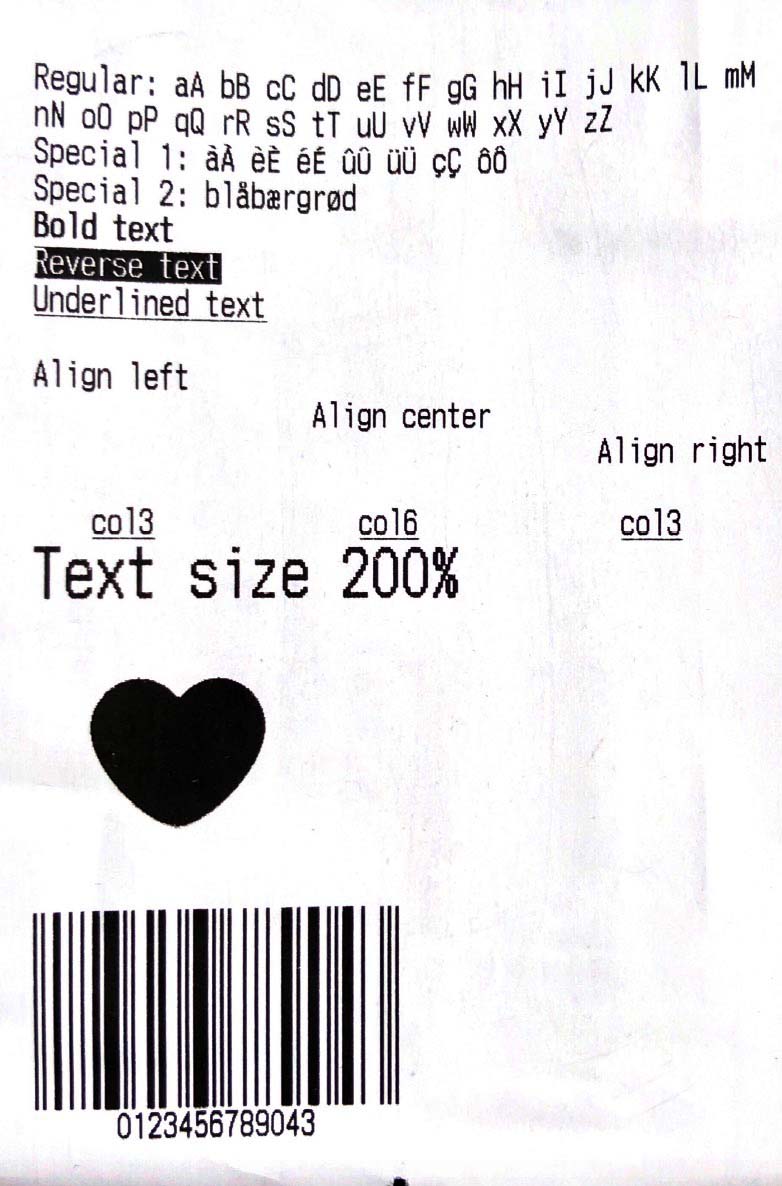 Regular: aA bB cC dD eE fF gG hH iI jJ kK lL mM
nN oO pP qQ rR sS tT uU vV wW xX yY zZ
Special 1: àÀ èÈ éÉ ûÛ üÜ çÇ ôÔ
Special 2: blåbærgrød
Bold text
Reverse text
Underlined text
Align left
Align center
Align right
col3 col6 col3
Text size 200%
0123456789043